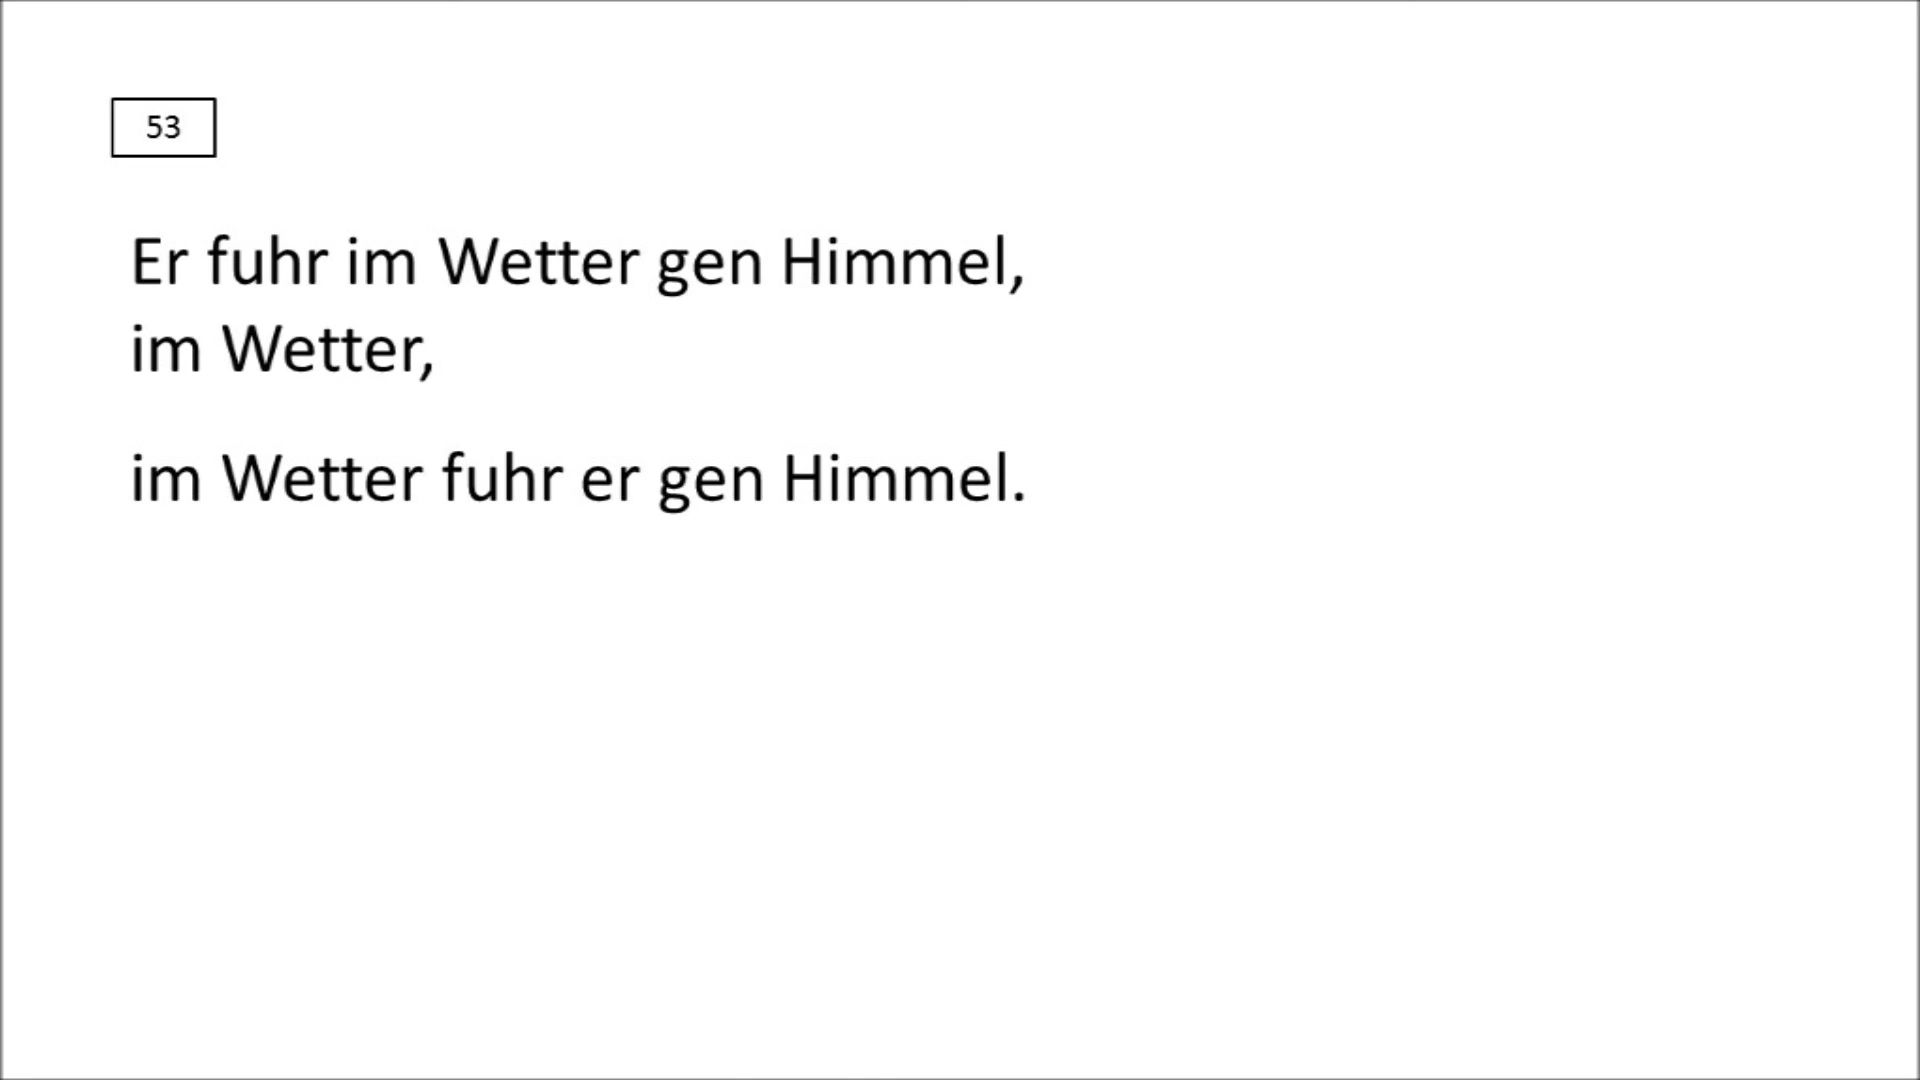 53
Er fuhr im Wetter gen Himmel,
im Wetter,
im Wetter fuhr er gen Himmel.